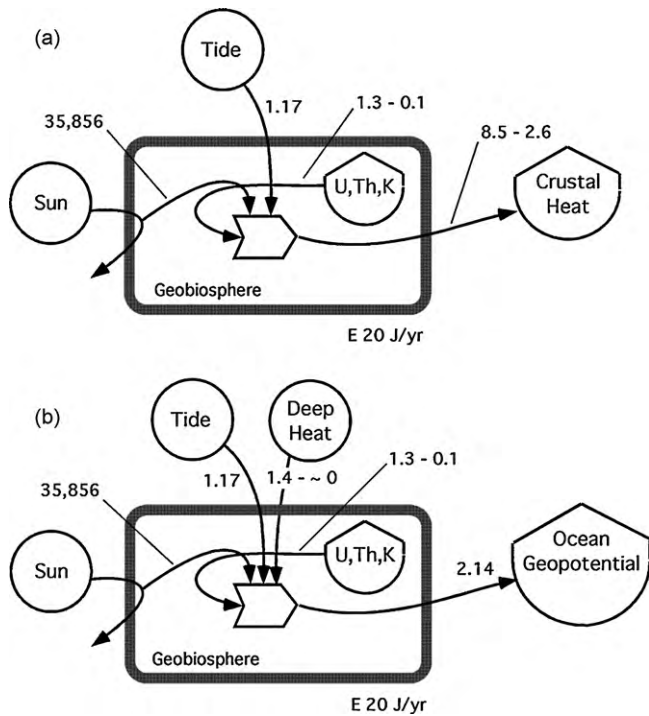 (a)
Tide
1.17
1.3 - 0.1
35,856
8.5 - 2.6
Sun
U,Th,K
Crustal
Heat
Geobiosphere
E 20 J/yr
(b)
Tide
Deep
Heat
1.17
1.4 - ~ 0
1.3 - 0.1
35,856
Sun
U,Th,K
Ocean
Geopotential
2.14
Geobiosphere
E 20 J/yr